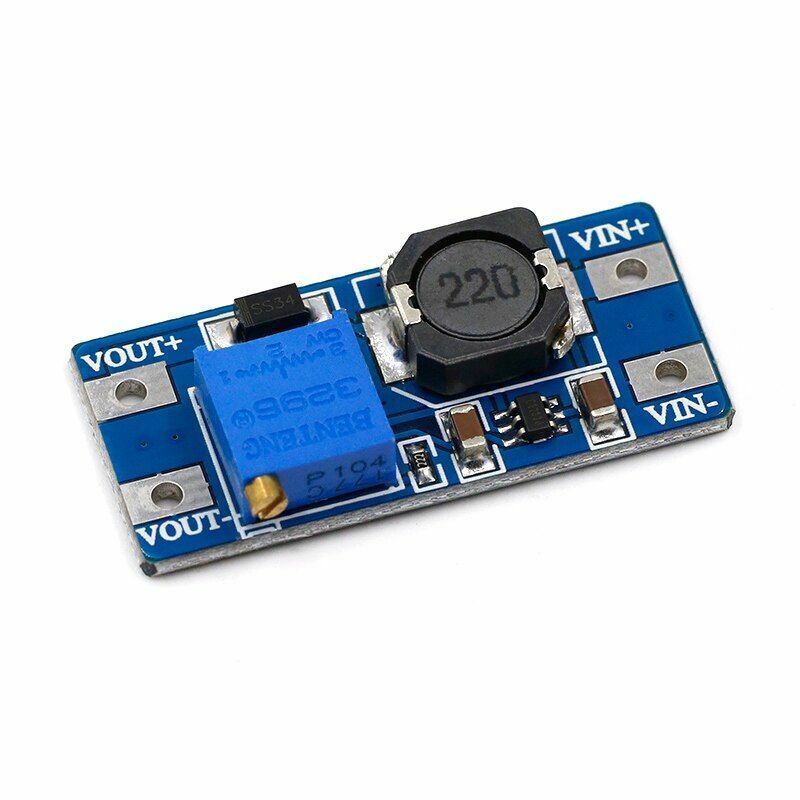 VIN+
220
SS34
VOUT+
3296
BENTENG
VIN-
P 104
VOUT-